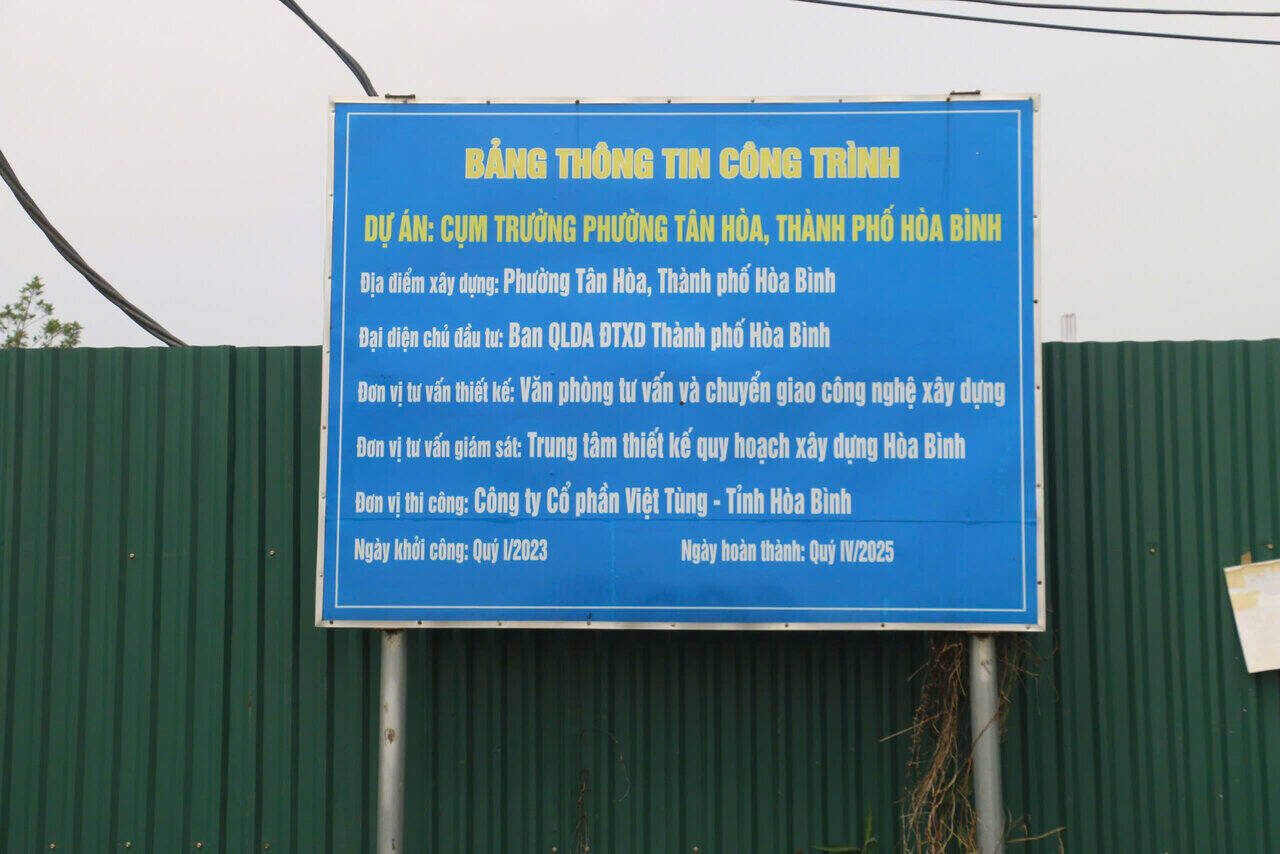 BẢNG THÔNG TIN CÔNG TRÌNH
DỰ ÁN: CỤM TRƯỜNG PHƯỜNG TÂN HÒA, THÀNH PHỐ HÒA BÌNH
Địa điểm xây dựng: Phường Tân Hòa, Thành phố Hòa Bình
Đại diện chủ đầu tư: Ban QLDA ĐTXD Thành phố Hòa Bình
Đơn vị tư vấn thiết kế: Văn phòng tư vấn và chuyển giao công nghệ xây dựng
Đơn vị tư vấn giám sát: Trung tâm thiết kế quy hoạch xây dựng Hòa Bình
Đơn vị thi công: Công ty Cổ phần Việt Tùng - Tỉnh Hòa Bình
Ngày khởi công: Quý I/2023 Ngày hoàn thành: Quý IV/2025